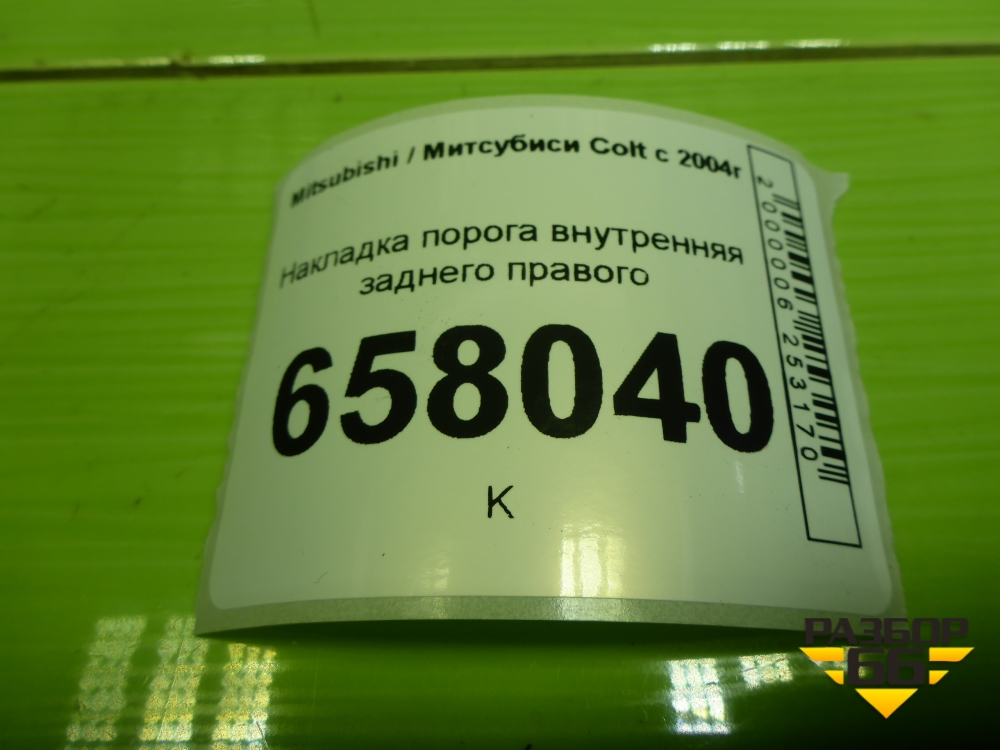 Mitsubishi / Митсубиси Colt с 2004г
Накладка порога внутренняя
заднего правого
658040
К
2000006253170
РАЗБОР
66